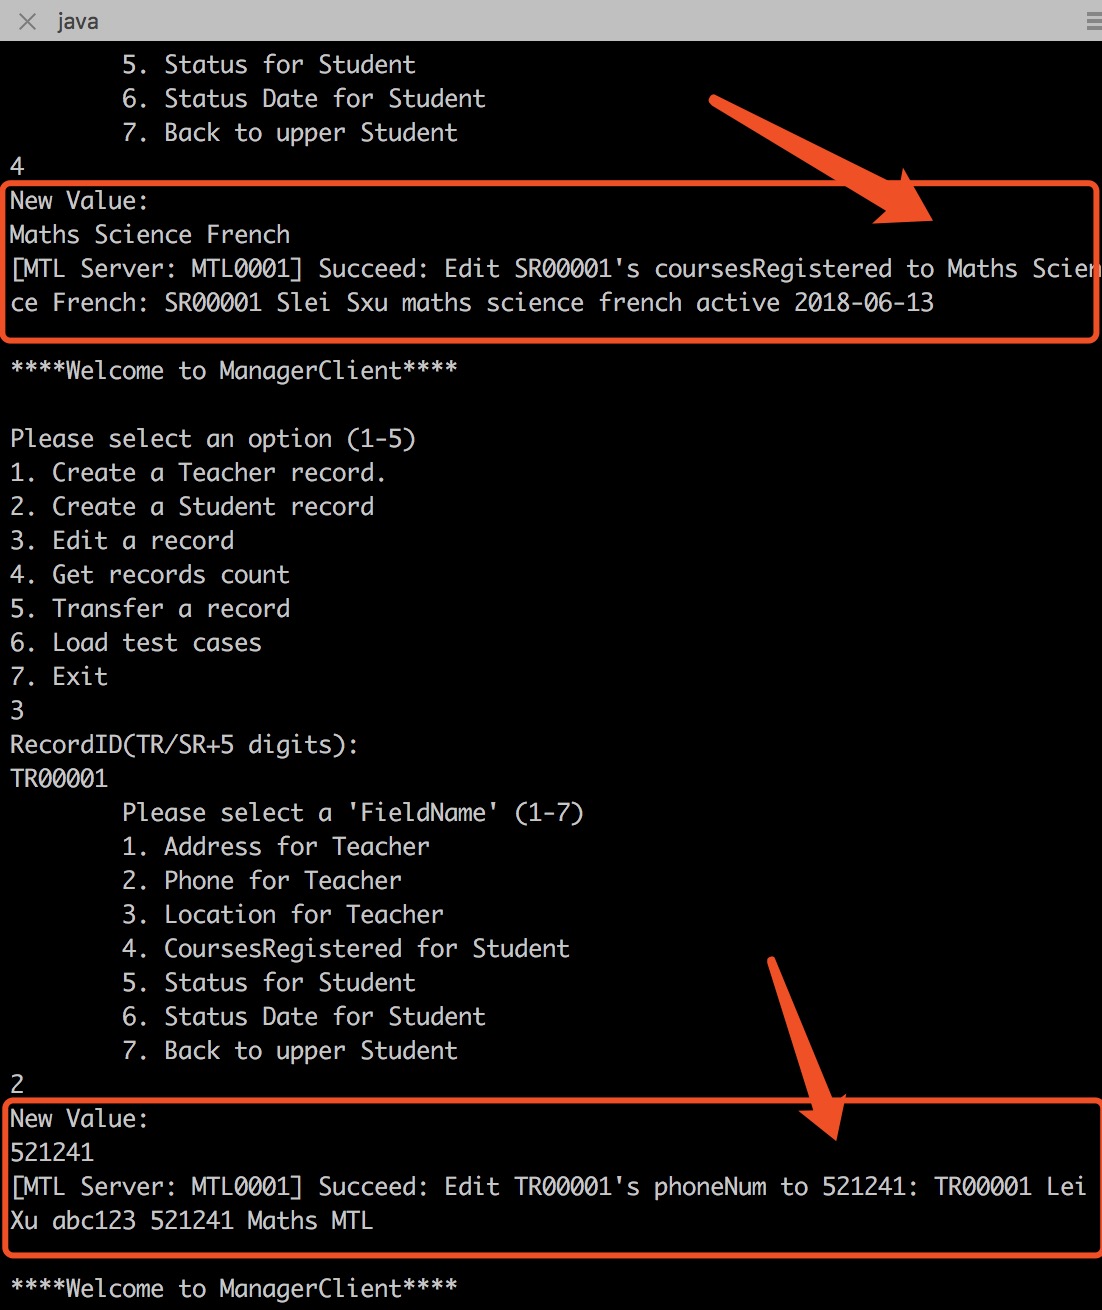 java
5. Status for Student
6. Status Date for Student
7. Back to upper Student
4
New Value:
Maths Science French
[MTL Server: MTL0001] Succeed: Edit SR00001's coursesRegistered to Maths Scien
ce French: SR00001 Slei Sxu maths science french active 2018-06-13
****Welcome to ManagerClient****
Please select an option (1-5)
1. Create a Teacher record.
2. Create a Student record
3. Edit a record
4. Get records count
5. Transfer a record
6. Load test cases
7. Exit
3
RecordID(TR/SR+5 digits):
TR00001
Please select a 'FieldName' (1-7)
1. Address for Teacher
2. Phone for Teacher
3. Location for Teacher
4. CoursesRegistered for Student
5. Status for Student
6. Status Date for Student
7. Back to upper Student
2
New Value:
521241
[MTL Server: MTL0001] Succeed: Edit TR00001's phoneNum to 521241: TR00001 Lei
Xu abc123 521241 Maths MTL
****Welcome to ManagerClient****